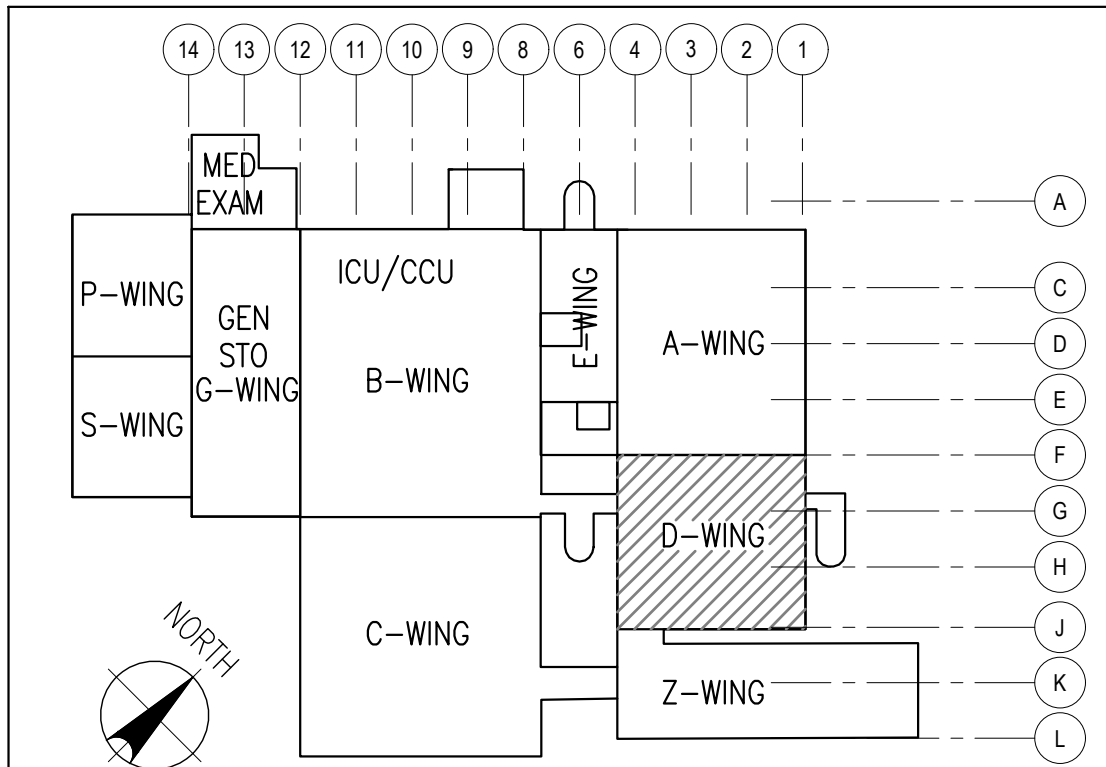 14 13 12 11 10 9 8 6 4 3 2 1
A
MED
EXAM
ICU/CCU
C
P-WING
E-WING
GEN
STO
G-WING
D
A-WING
B-WING
E
S-WING
F
G
D-WING
H
J
C-WING
NORTH
K
Z-WING
L